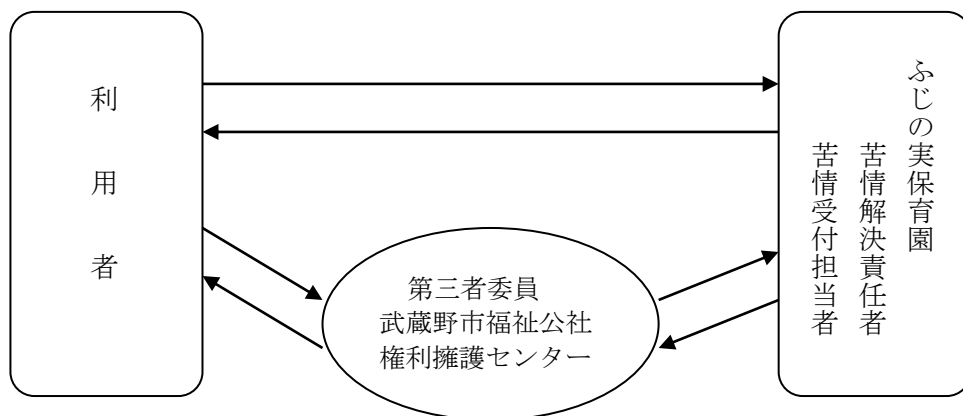 利用者
第三者委員
武蔵野市福祉公社
権利擁護センター
ふじの実保育園
苦情解決責任者
苦情受付担当者